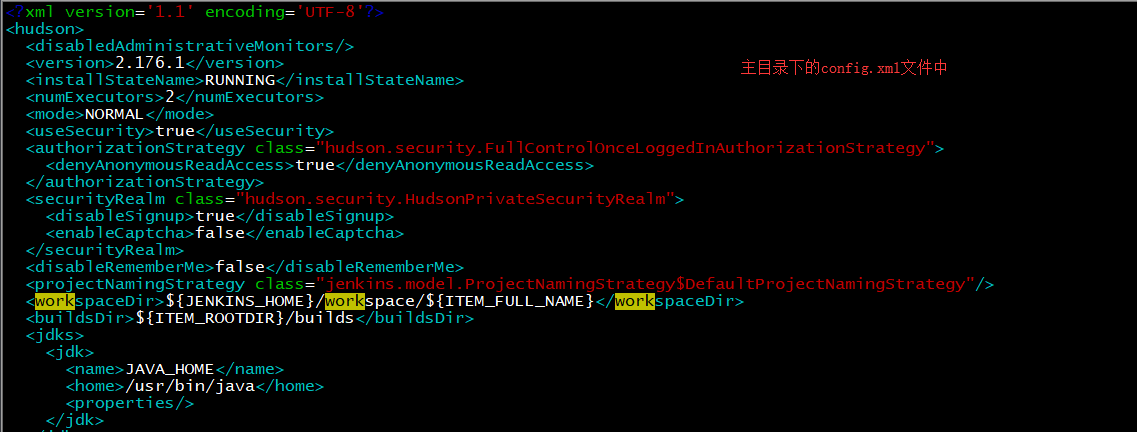 <?xml version='1.1' encoding='UTF-8'?>
<hudson>
  <disabledAdministrativeMonitors/>
  <version>2.176.1</version>
  <installStateName>RUNNING</installStateName>
  <numExecutors>2</numExecutors>
  <mode>NORMAL</mode>
  <useSecurity>true</useSecurity>
  <authorizationStrategy class="hudson.security.FullControlOnceLoggedInAuthorizationStrategy">
    <denyAnonymousReadAccess>true</denyAnonymousReadAccess>
  </authorizationStrategy>
  <securityRealm class="hudson.security.HudsonPrivateSecurityRealm">
    <disableSignup>true</disableSignup>
    <enableCaptcha>false</enableCaptcha>
  </securityRealm>
  <disableRememberMe>false</disableRememberMe>
  <projectNamingStrategy class="jenkins.model.ProjectNamingStrategy$DefaultProjectNamingStrategy"/>
  <workspaceDir>${JENKINS_HOME}/workspace/${ITEM_FULL_NAME}</workspaceDir>
  <buildsDir>${ITEM_ROOTDIR}/builds</buildsDir>
  <jdks>
    <jdk>
      <name>JAVA_HOME</name>
      <home>/usr/bin/java</home>
      <properties/>
    </jdk>
主目录下的config.xml文件中